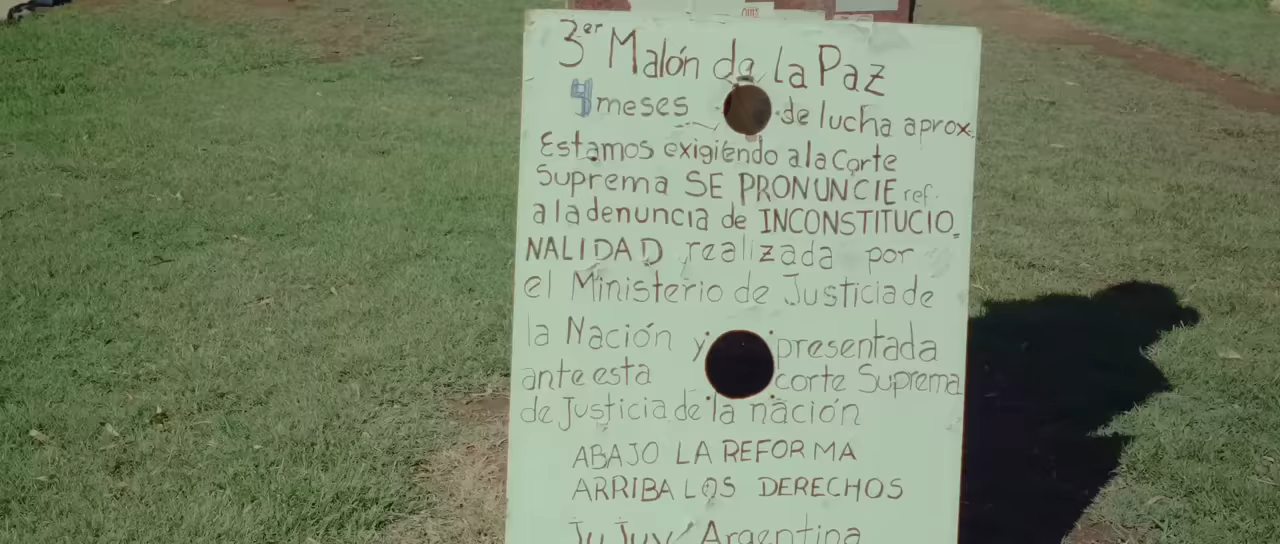 3er Malón de La Paz
4 meses de lucha aprox.
Estamos exigiendo a la Corte
Suprema SE PRONUNCIE ref.
a la denuncia de INCONSTITUCIO_
NALIDAD realizada por
el Ministerio de Justicia de
la Nación y presentada
ante esta corte Suprema
de Justicia de la nación
ABAJO LA REFORMA
ARRIBA LOS DERECHOS
JuJuy Argentina